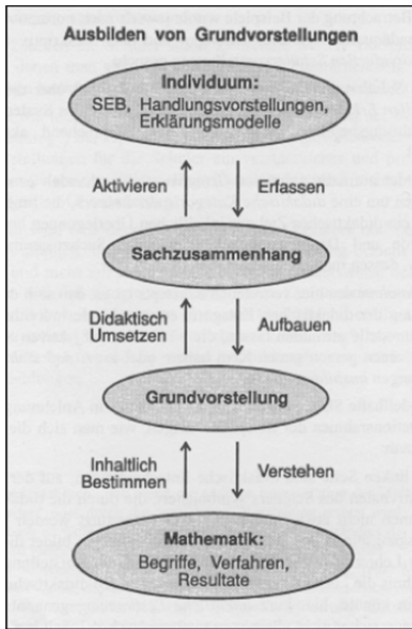 Ausbilden von Grundvorstellungen
Individuum:
SEB, Handlungsvorstellungen,
Erklärungsmodelle
Aktivieren Erfassen
Sachzusammenhang
Didaktisch
Umsetzen Aufbauen
Grundvorstellung
Inhaltlich
Bestimmen Verstehen
Mathematik:
Begriffe, Verfahren,
Resultate